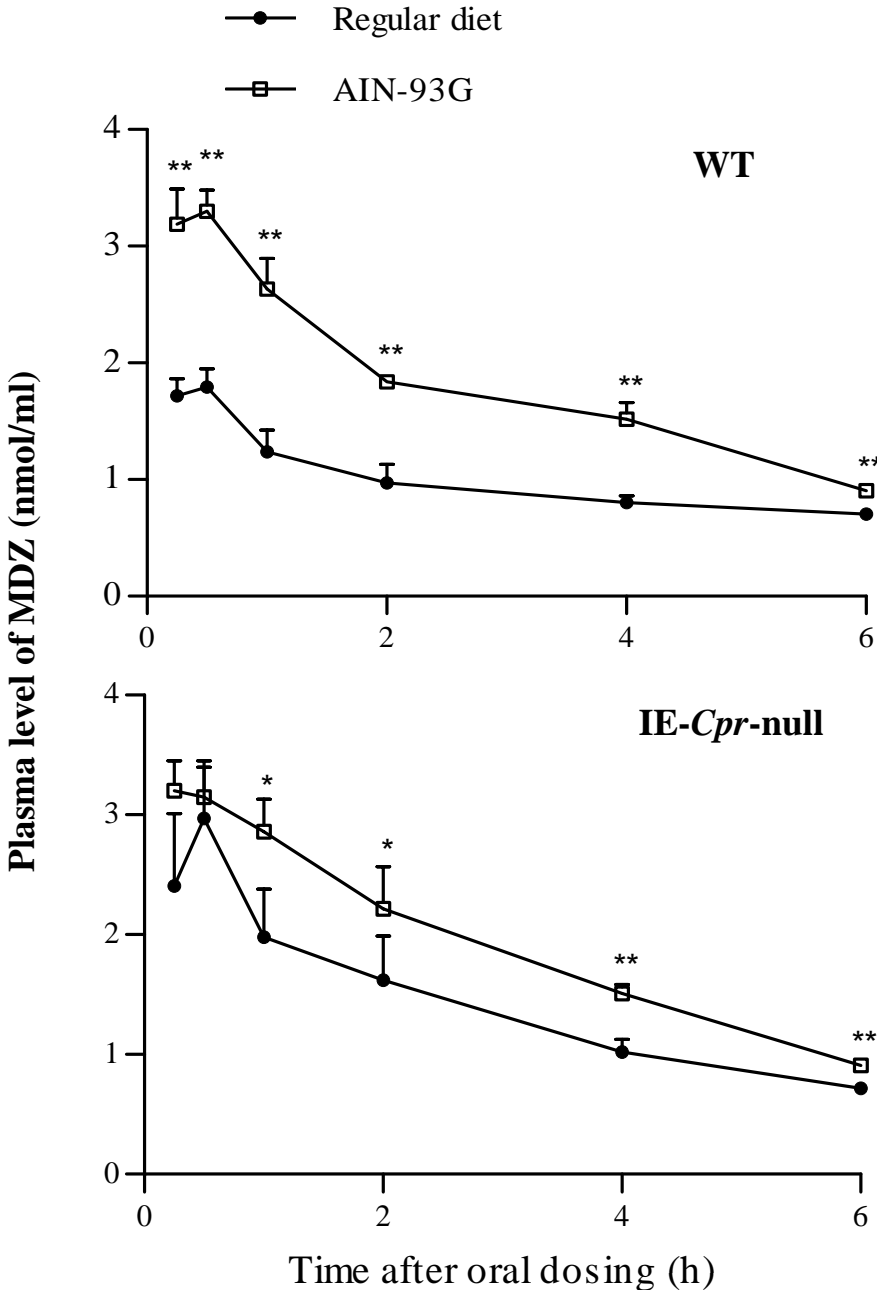 Regular diet
AIN-93G
Plasma level of MDZ (nmol/ml)
WT
4
3
2
1
0
** ** ** ** ** **
0 2 4 6
IE-Cpr-null
4
3
2
1
0
* * ** **
0 2 4 6
Time after oral dosing (h)